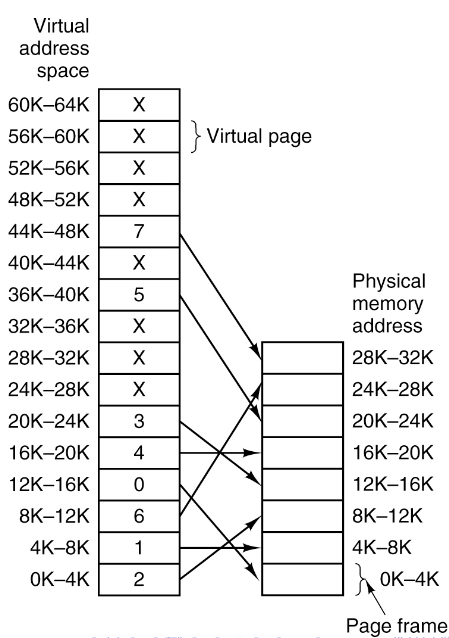 Virtual
address
space
60K–64K X
56K–60K X Virtual page
52K–56K X
48K–52K X
44K–48K 7
40K–44K X
36K–40K 5
32K–36K X
28K–32K X
24K–28K X
20K–24K 3
16K–20K 4
12K–16K 0
8K–12K 6
4K–8K 1
0K–4K 2
Physical
memory
address
28K–32K
24K–28K
20K–24K
16K–20K
12K–16K
8K–12K
4K–8K
0K–4K
Page frame